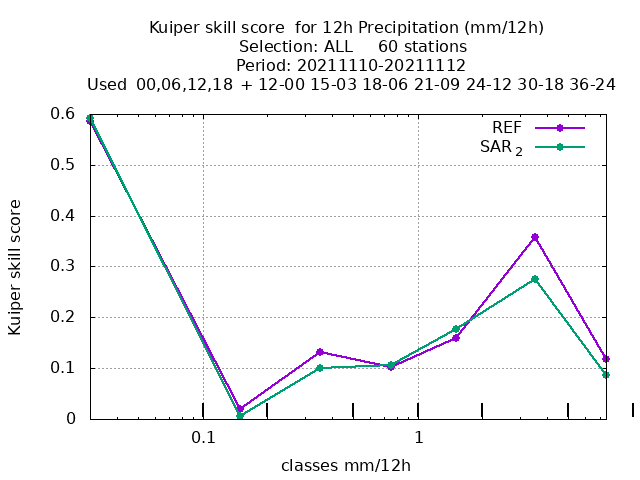 Kuiper skill score  for 12h Precipitation (mm/12h)
Selection: ALL     60 stations
Period: 20211110-20211112
Used  00,06,12,18  + 12-00 15-03 18-06 21-09 24-12 30-18 36-24
REF
SAR 2
Kuiper skill score
0.6
0.5
0.4
0.3
0.2
0.1
0
0.1 1
classes mm/12h